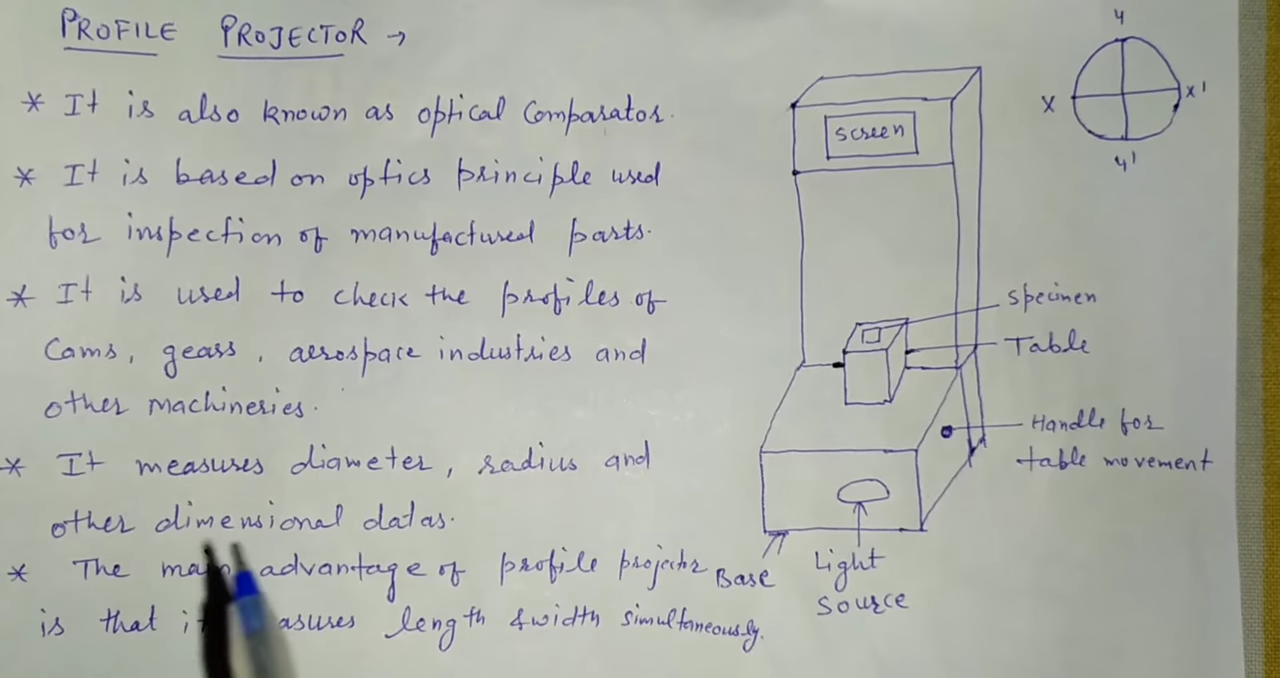 PROFILE PROJECTOR →
* It is also known as optical Comparator.
* It is based on optics principle used
for inspection of manufactured parts.
* It is used to check the profiles of
Cams, gears, aerospace industries and
other machineries.
* It measures diameter, radius and
other dimensional datas.
* The main advantage of profile projector
is that it measures length & width simultaneously.
Screen
Specimen
Table
Handle for
table movement
Base
Light
Source
y
x
x'
y'